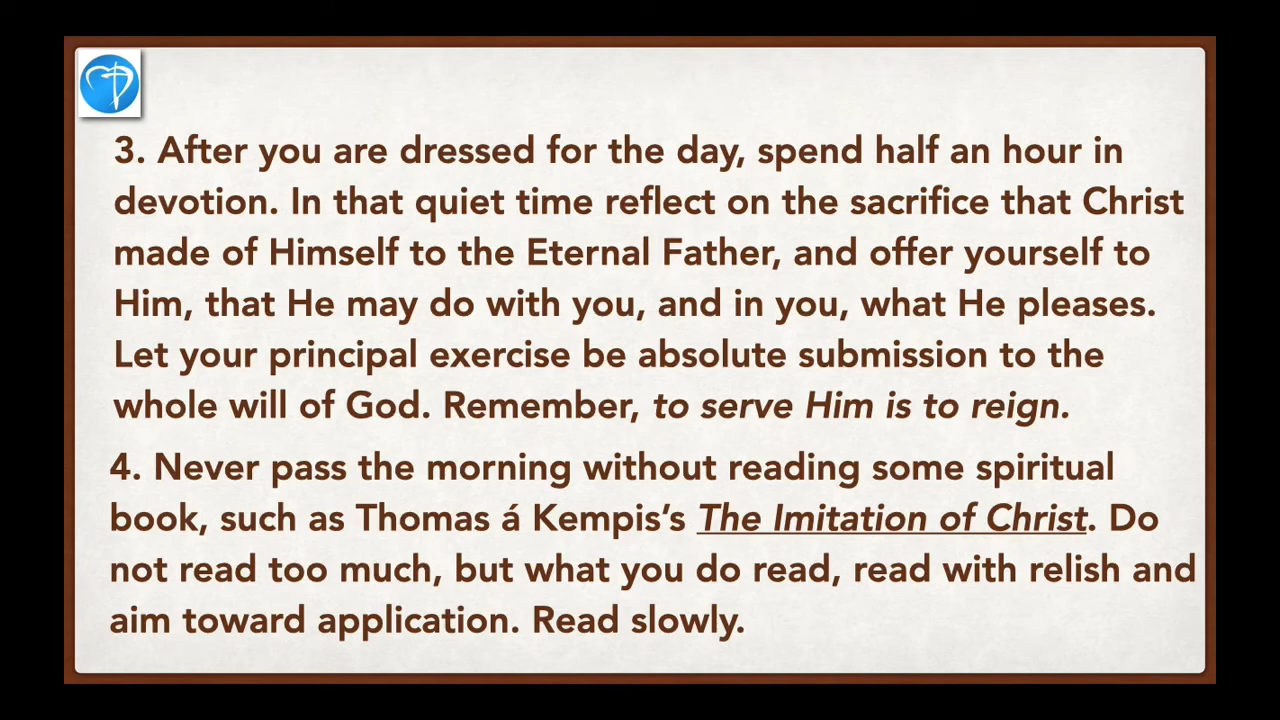 3. After you are dressed for the day, spend half an hour in
devotion. In that quiet time reflect on the sacrifice that Christ
made of Himself to the Eternal Father, and offer yourself to
Him, that He may do with you, and in you, what He pleases.
Let your principal exercise be absolute submission to the
whole will of God. Remember, to serve Him is to reign.
4. Never pass the morning without reading some spiritual
book, such as Thomas á Kempis’s The Imitation of Christ. Do
not read too much, but what you do read, read with relish and
aim toward application. Read slowly.